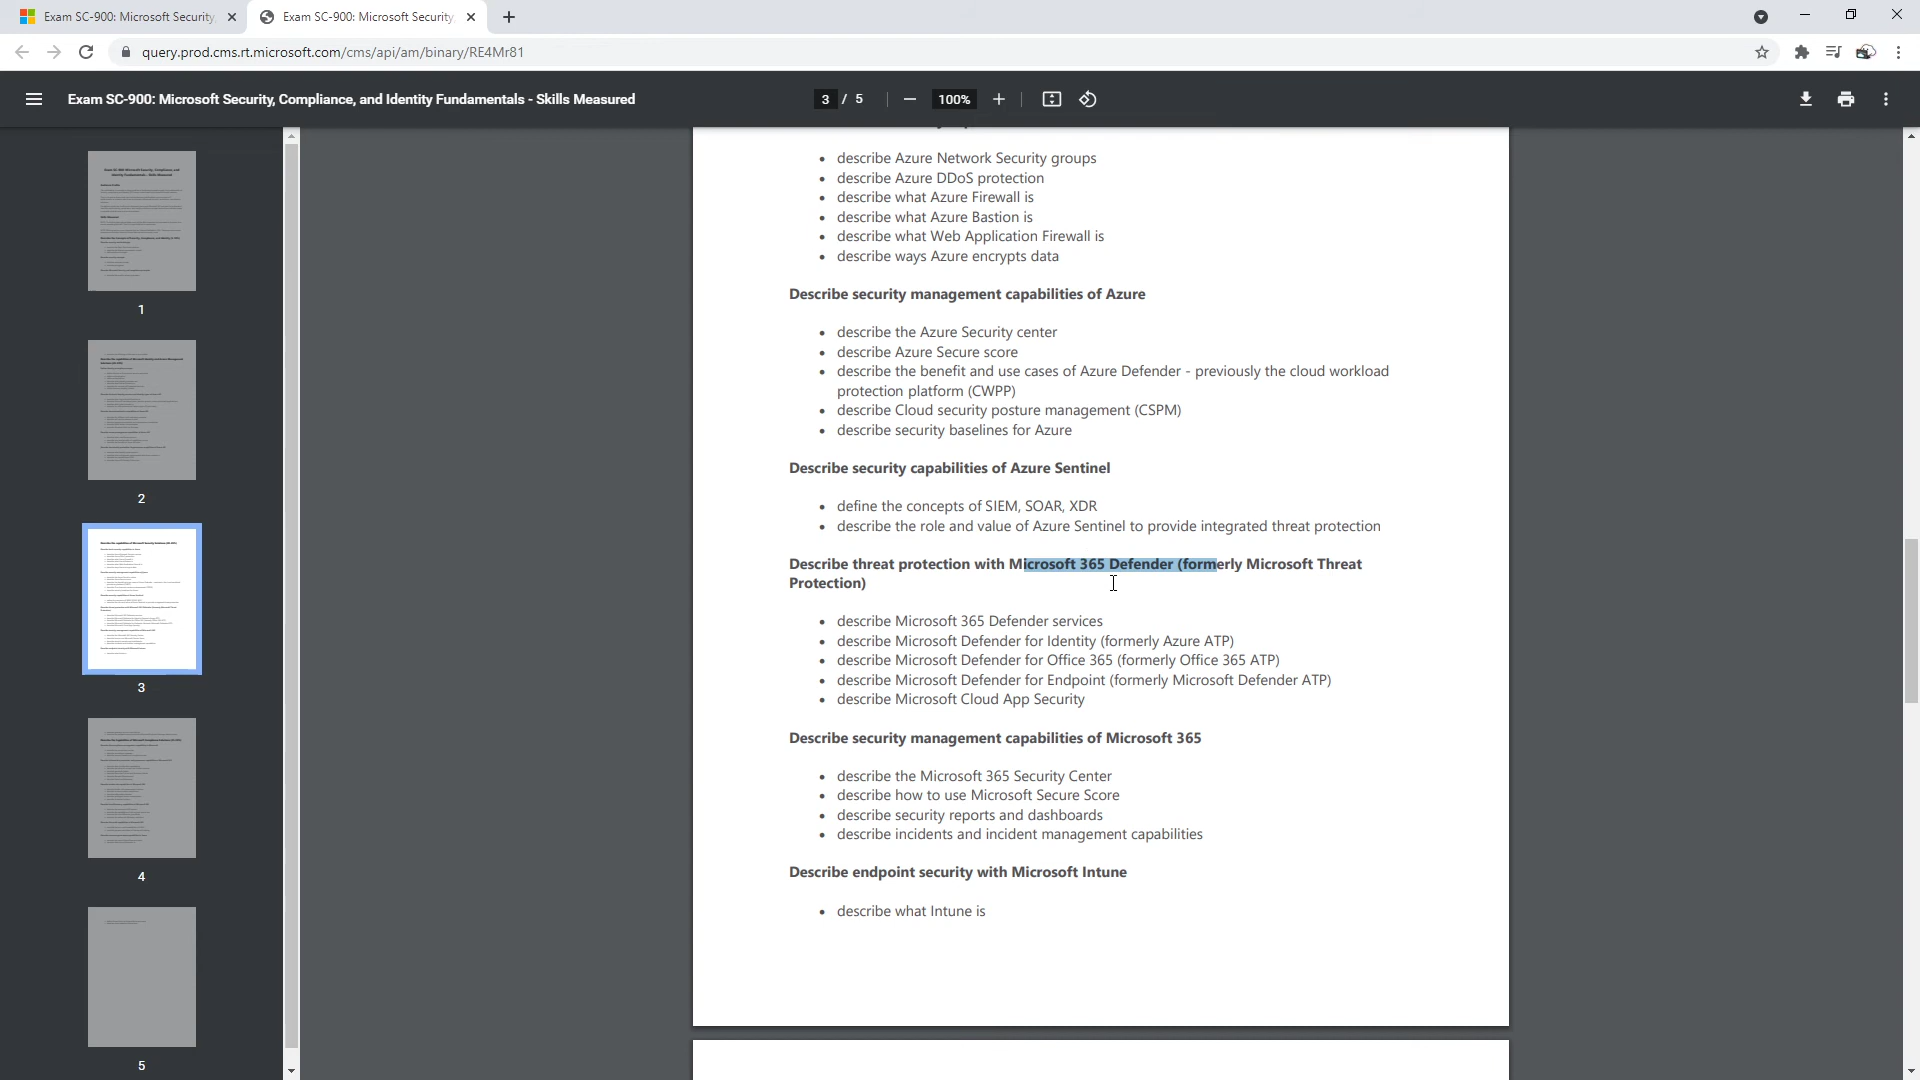 Exam SC-900: Microsoft Security,
Exam SC-900: Microsoft Security
query.prod.cms.rt.microsoft.com/cms/api/am/binary/RE4Mr81
Exam SC-900: Microsoft Security, Compliance, and Identity Fundamentals - Skills Measured
3 / 5
100%
describe Azure Network Security groups
describe Azure DDoS protection
describe what Azure Firewall is
describe what Azure Bastion is
describe what Web Application Firewall is
describe ways Azure encrypts data
Describe security management capabilities of Azure
describe the Azure Security center
describe Azure Secure score
describe the benefit and use cases of Azure Defender - previously the cloud workload
protection platform (CWPP)
describe Cloud security posture management (CSPM)
describe security baselines for Azure
Describe security capabilities of Azure Sentinel
define the concepts of SIEM, SOAR, XDR
describe the role and value of Azure Sentinel to provide integrated threat protection
Describe threat protection with Microsoft 365 Defender (formerly Microsoft Threat
Protection)
describe Microsoft 365 Defender services
describe Microsoft Defender for Identity (formerly Azure ATP)
describe Microsoft Defender for Office 365 (formerly Office 365 ATP)
describe Microsoft Defender for Endpoint (formerly Microsoft Defender ATP)
describe Microsoft Cloud App Security
Describe security management capabilities of Microsoft 365
describe the Microsoft 365 Security Center
describe how to use Microsoft Secure Score
describe security reports and dashboards
describe incidents and incident management capabilities
Describe endpoint security with Microsoft Intune
describe what Intune is
1
2
3
4
5